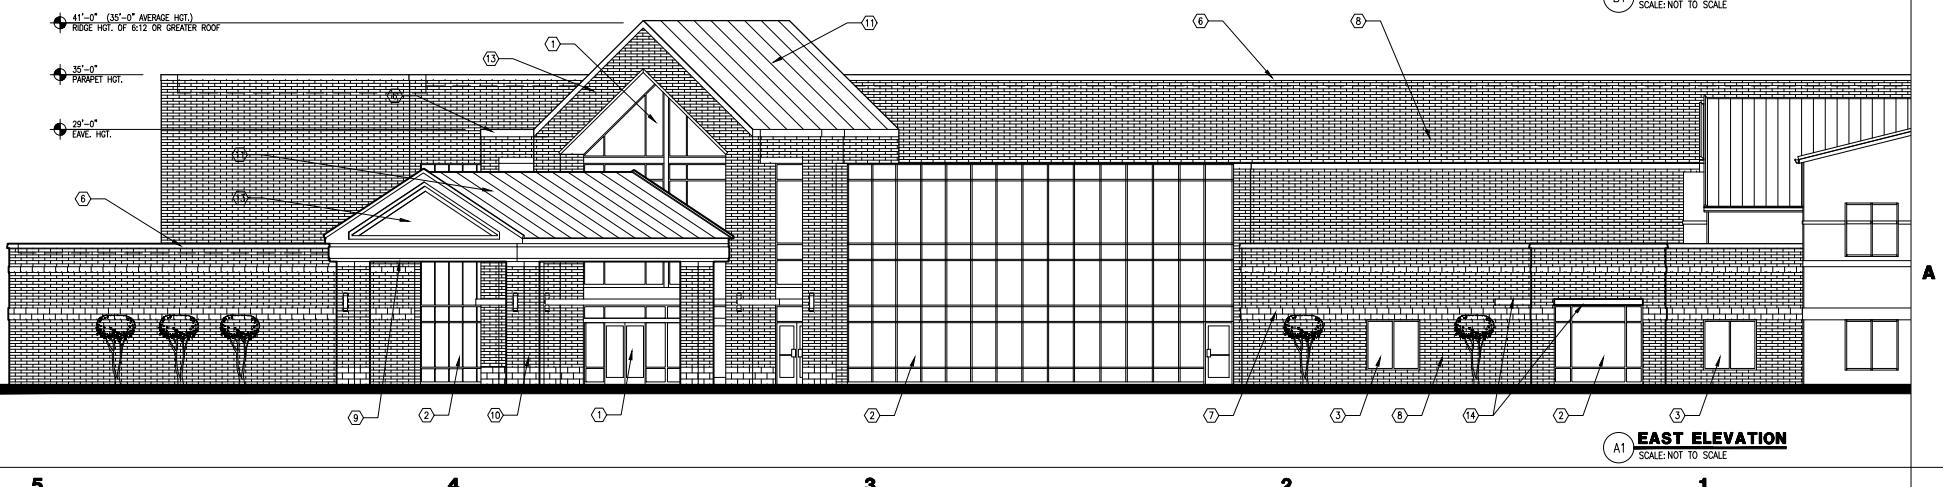 41'-0" (35'-0" AVERAGE HGT.)
RIDGE HGT. OF 6:12 OR GREATER ROOF
35'-0"
PARAPET HGT.
29'-0"
EAVE. HGT.
SCALE: NOT TO SCALE
11
6
8
1
13
6
13
6
9
2
10
1
2
7
3
8
14
2
3
A
A1
EAST ELEVATION
SCALE: NOT TO SCALE
5 4 3 2 1